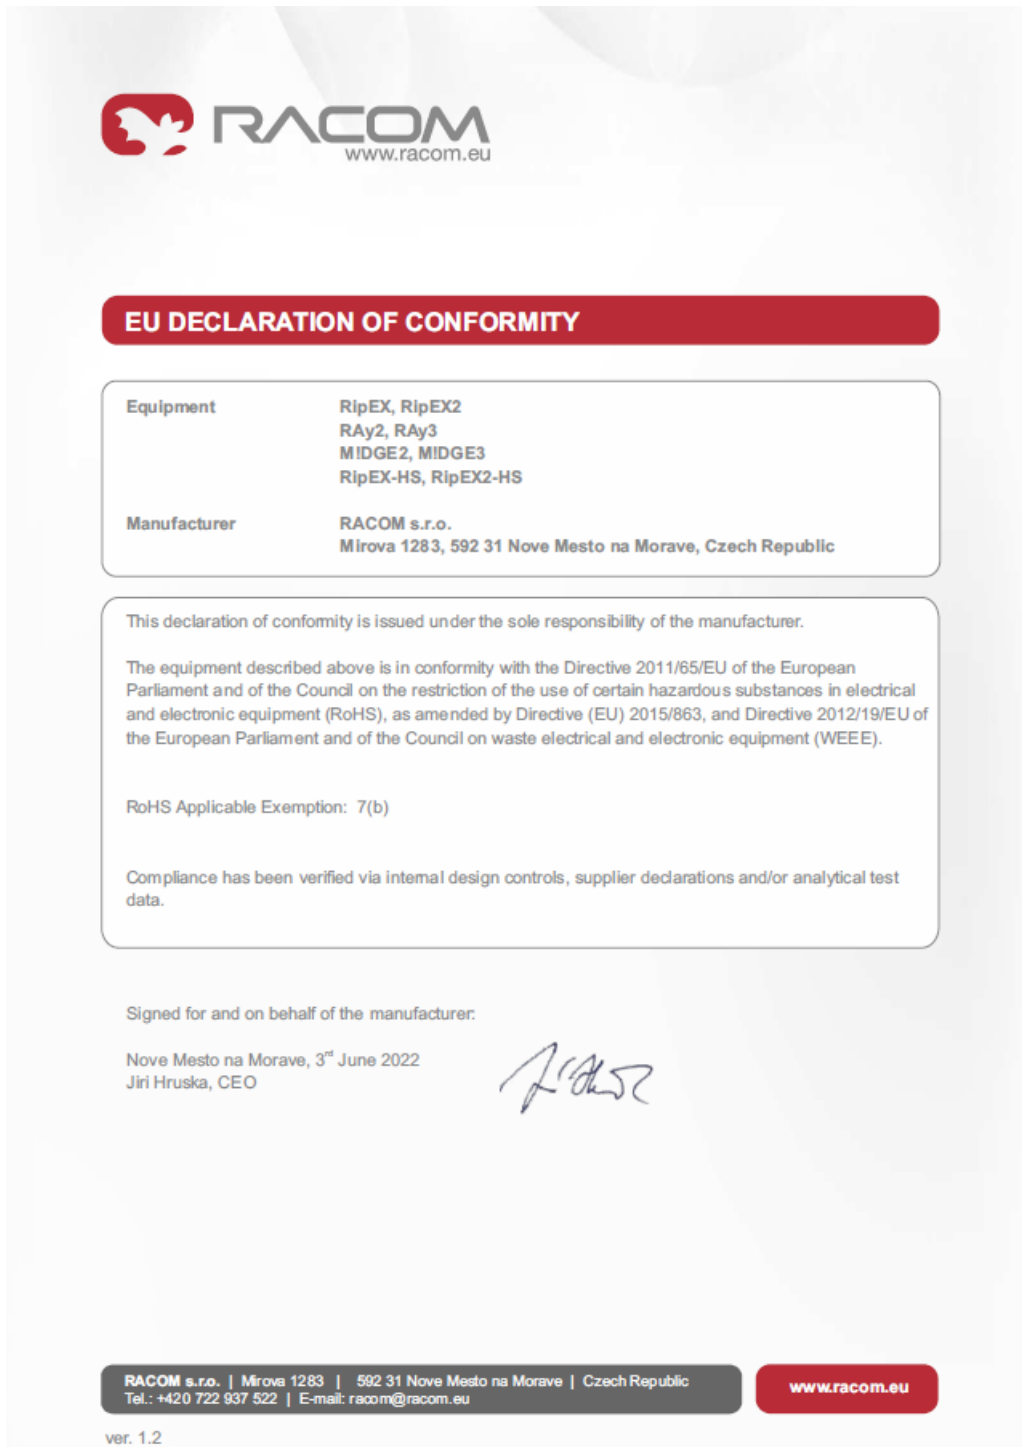 RACOM
www.racom.eu
EU DECLARATION OF CONFORMITY
Equipment RipEX, RipEX2
RAy2, RAy3
M!DGE2, M!DGE3
RipEX-HS, RipEX2-HS
Manufacturer RACOM s.r.o.
Mirova 1283, 592 31 Nove Mesto na Morave, Czech Republic
This declaration of conformity is issued under the sole responsibility of the manufacturer.
The equipment described above is in conformity with the Directive 2011/65/EU of the European
Parliament and of the Council on the restriction of the use of certain hazardous substances in electrical
and electronic equipment (RoHS), as amended by Directive (EU) 2015/863, and Directive 2012/19/EU of
the European Parliament and of the Council on waste electrical and electronic equipment (WEEE).
RoHS Applicable Exemption: 7(b)
Compliance has been verified via internal design controls, supplier declarations and/or analytical test
data.
Signed for and on behalf of the manufacturer:
Nove Mesto na Morave, 3rd June 2022
Jiri Hruska, CEO
RACOM s.r.o. | Mirova 1283 | 592 31 Nove Mesto na Morave | Czech Republic
Tel.: +420 722 937 522 | E-mail: racom@racom.eu
www.racom.eu
ver. 1.2